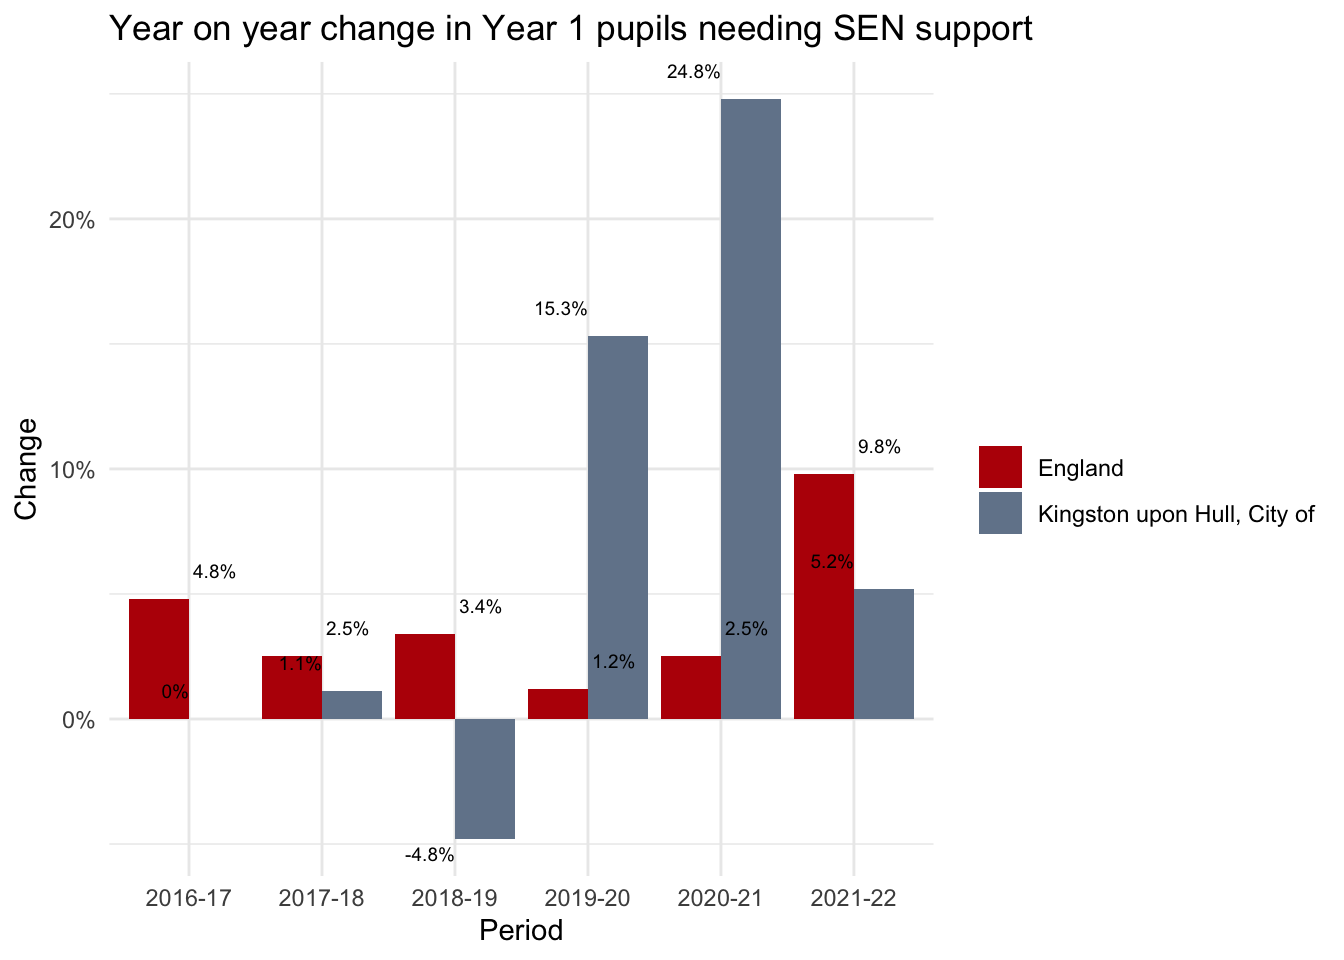 Year on year change in Year 1 pupils needing SEN support
24.8%
20%
15.3%
Change
10%
9.8%
England
Kingston upon Hull, City of
5.2%
4.8%
3.4%
2.5%
2.5%
1.1%
1.2%
0%
0%
-4.8%
2016-17 2017-18 2018-19 2019-20 2020-21 2021-22
Period